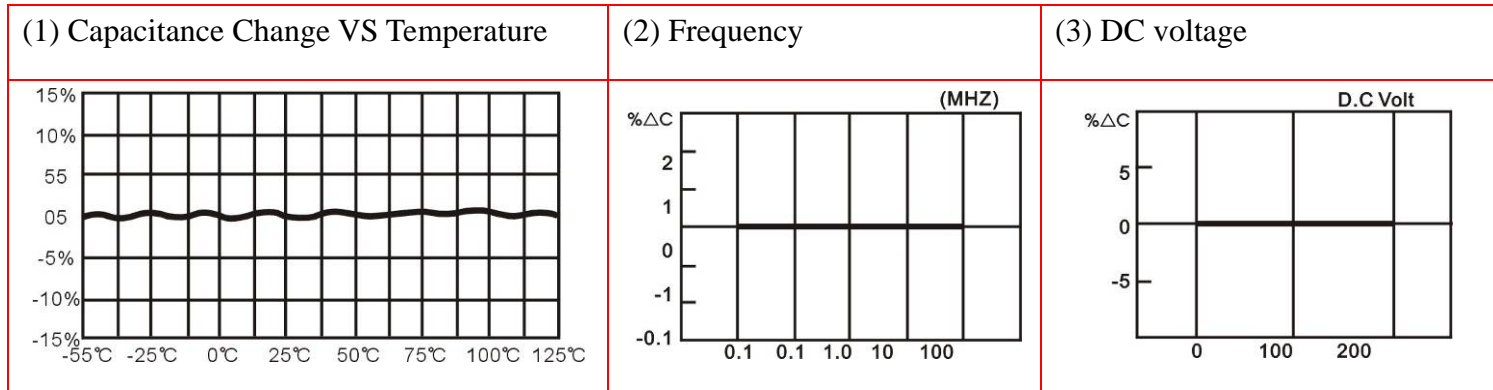 (1) Capacitance Change VS Temperature
(2) Frequency
(3) DC voltage
15%
10%
55
05
-5%
-10%
-15%
-55℃ -25℃ 0℃ 25℃ 50℃ 75℃ 100℃ 125℃
(MHZ)
%△C
2
1
0
-1
-0.1
0.1 0.1 1.0 10 100
D.C Volt
%△C
5
0
-5
0 100 200